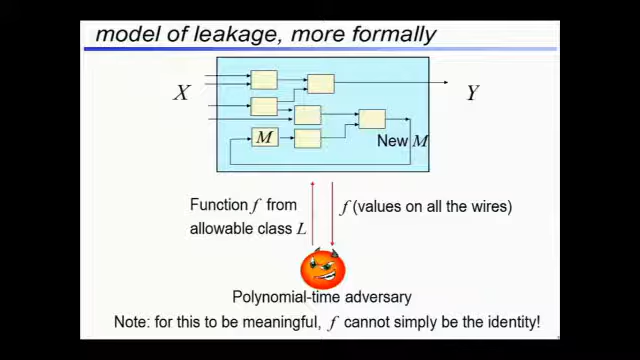 model of leakage, more formally
X
Y
M
New M
Function f from
allowable class L
f (values on all the wires)
Polynomial-time adversary
Note: for this to be meaningful, f cannot simply be the identity!